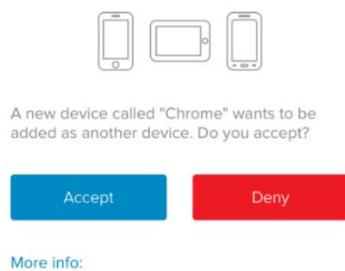 A new device called "Chrome" wants to be
added as another device. Do you accept?
Accept
Deny
More info: